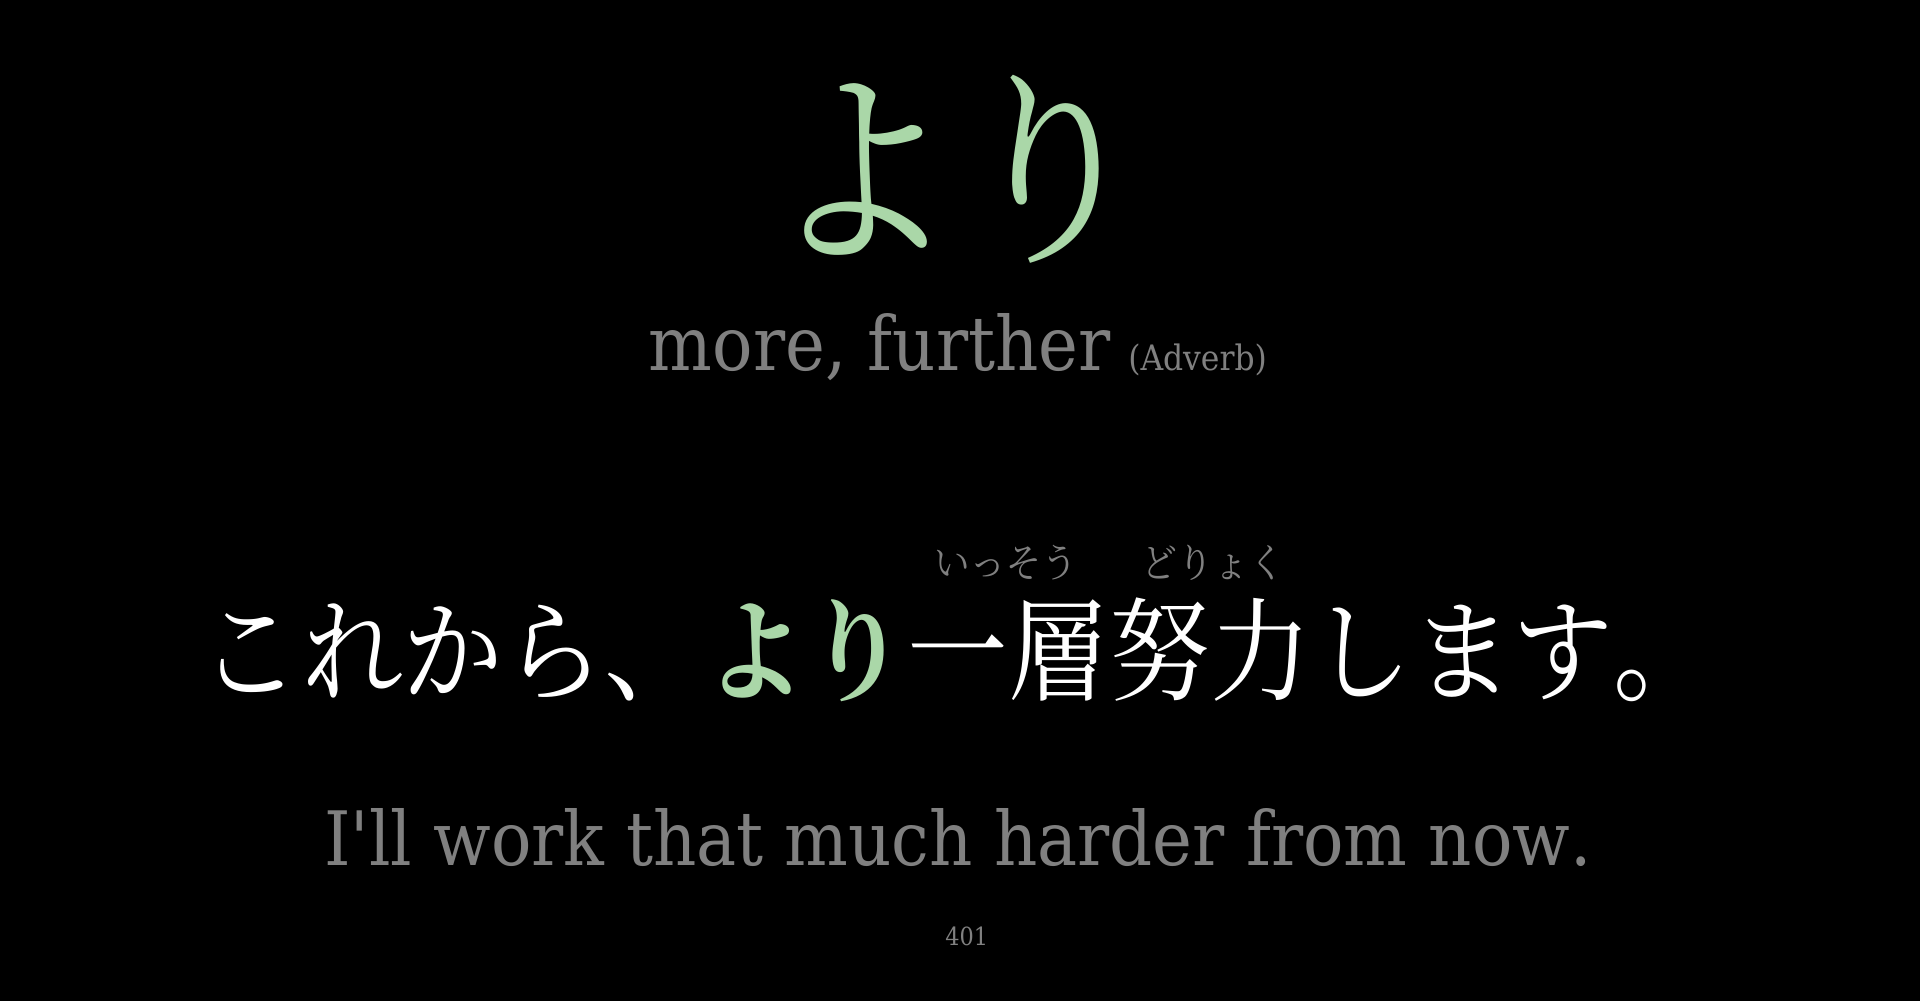 より
more, further (Adverb)
いっそう どりょく
これから、より一層努力します。
I'll work that much harder from now.
401